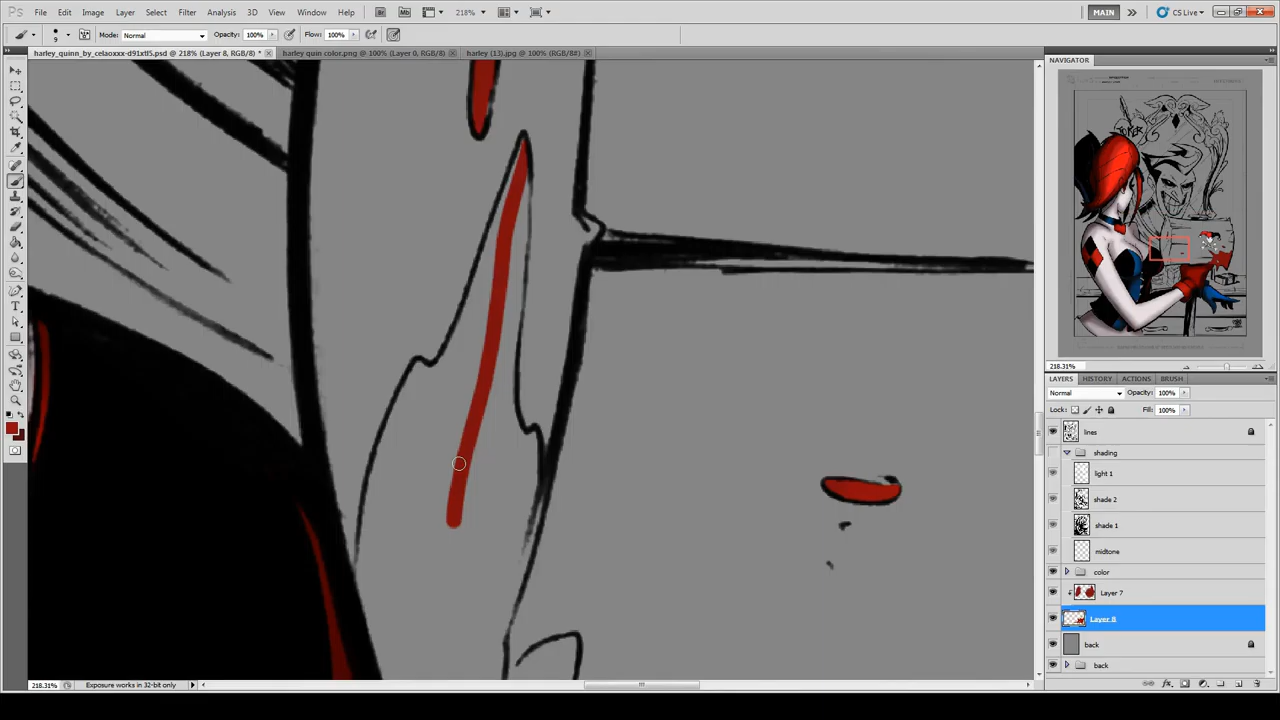 Ps File Edit Image Layer Select Filter Analysis 3D View Window Help Br Mb 218% MAIN CS Live
9 Mode: Normal Opacity: 100% Flow: 100%
harley_quinn_by_celaoxxx-d91xtl5.psd @ 218% (Layer 8, RGB/8) * harley quin color.png @ 100% (Layer 0, RGB/8) harley (13).jpg @ 100% (RGB/8#)
NAVIGATOR
JOKER
218.31%
LAYERS HISTORY ACTIONS BRUSH
Normal Opacity: 100%
Lock: Fill: 100%
lines
shading
light 1
shade 2
shade 1
midtone
color
Layer 7
Layer 8
back
back
218.31% Exposure works in 32-bit only